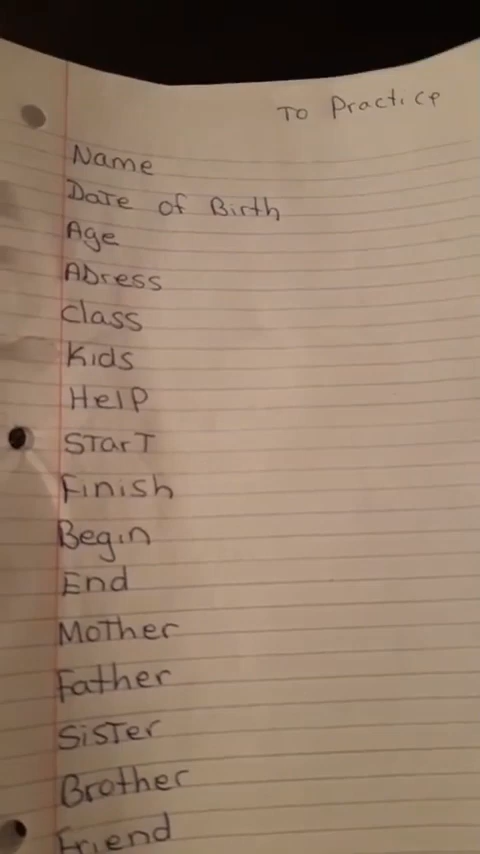 To Practice
Name
Date of Birth
Age
ADress
Class
Kids
Help
STarT
Finish
Begin
End
MoTher
Father
SisTer
Brother
Friend